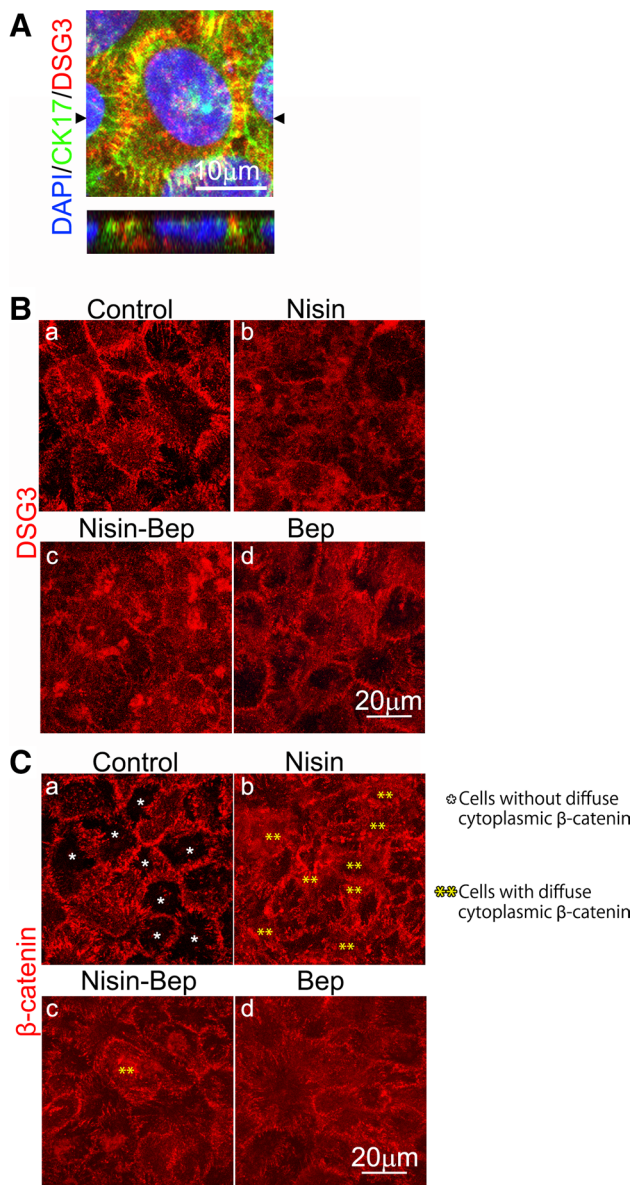 A
DAPI/CK17/DSG3
10μm
B
Control
Nisin
a
b
DSG3
Nisin-Bep
Bep
c
d
20μm
C
Control
Nisin
a
b
*
*
*
*
*
*
*
*
**
**
**
**
**
**
**
**
* Cells without diffuse
cytoplasmic β-catenin
** Cells with diffuse
cytoplasmic β-catenin
β-catenin
Nisin-Bep
Bep
c
d
**
20μm